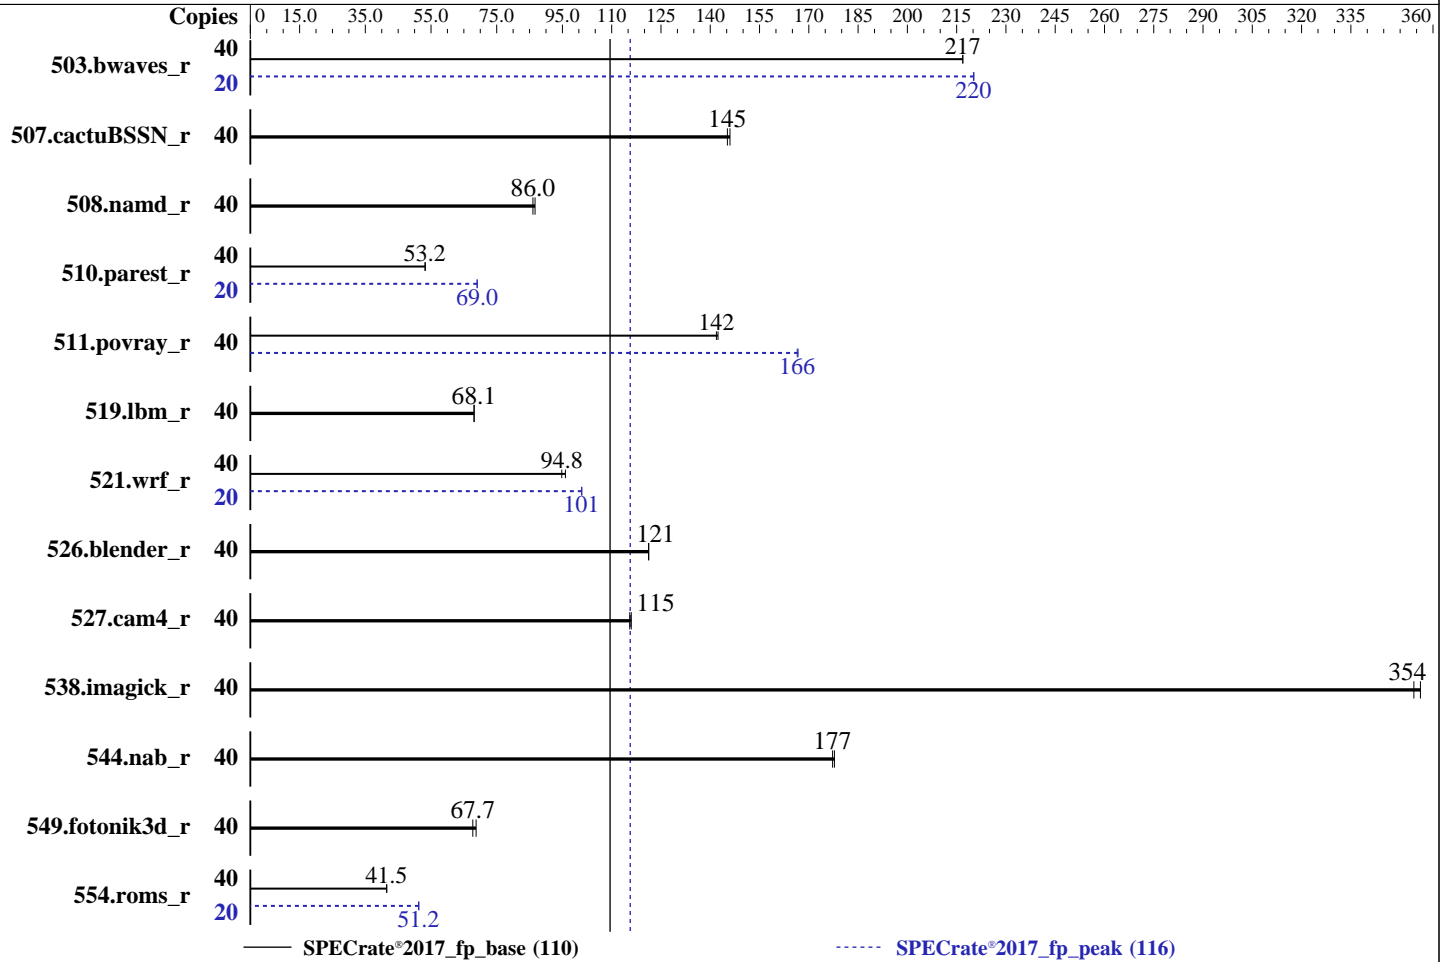 Copies 0 15.0 35.0 55.0 75.0 95.0 110 125 140 155 170 185 200 215 230 245 260 275 290 305 320 335 360
503.bwaves_r 40 217
20 220
507.cactuBSSN_r 40 145
508.namd_r 40 86.0
510.parest_r 40 53.2
20 69.0
511.povray_r 40 142
166
519.lbm_r 40 68.1
521.wrf_r 40 94.8
20 101
526.blender_r 40 121
527.cam4_r 40 115
538.imagick_r 40 354
544.nab_r 40 177
549.fotonik3d_r 40 67.7
554.roms_r 40 41.5
20 51.2
SPECrate®2017_fp_base (110) SPECrate®2017_fp_peak (116)